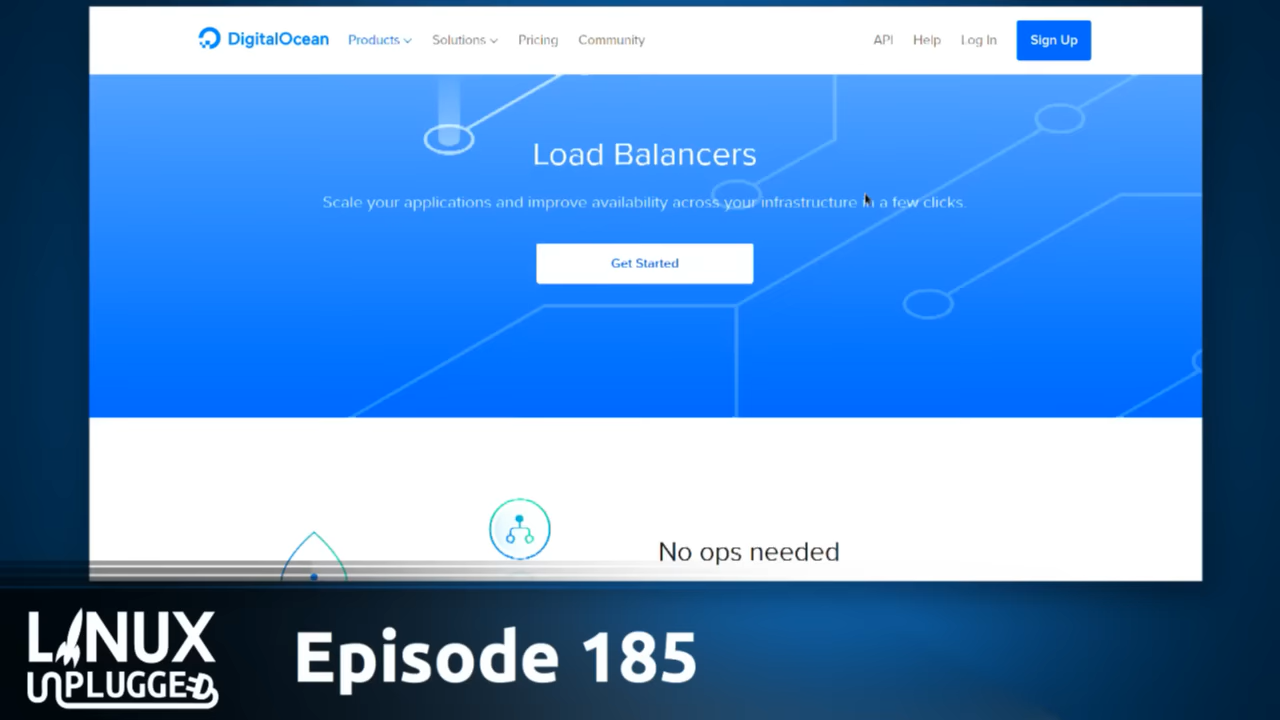 DigitalOcean Products Solutions Pricing Community API Help Log In Sign Up
Load Balancers
Scale your applications and improve availability across your infrastructure in a few clicks.
Get Started
No ops needed
LINUX
UNPLUGGED
Episode 185